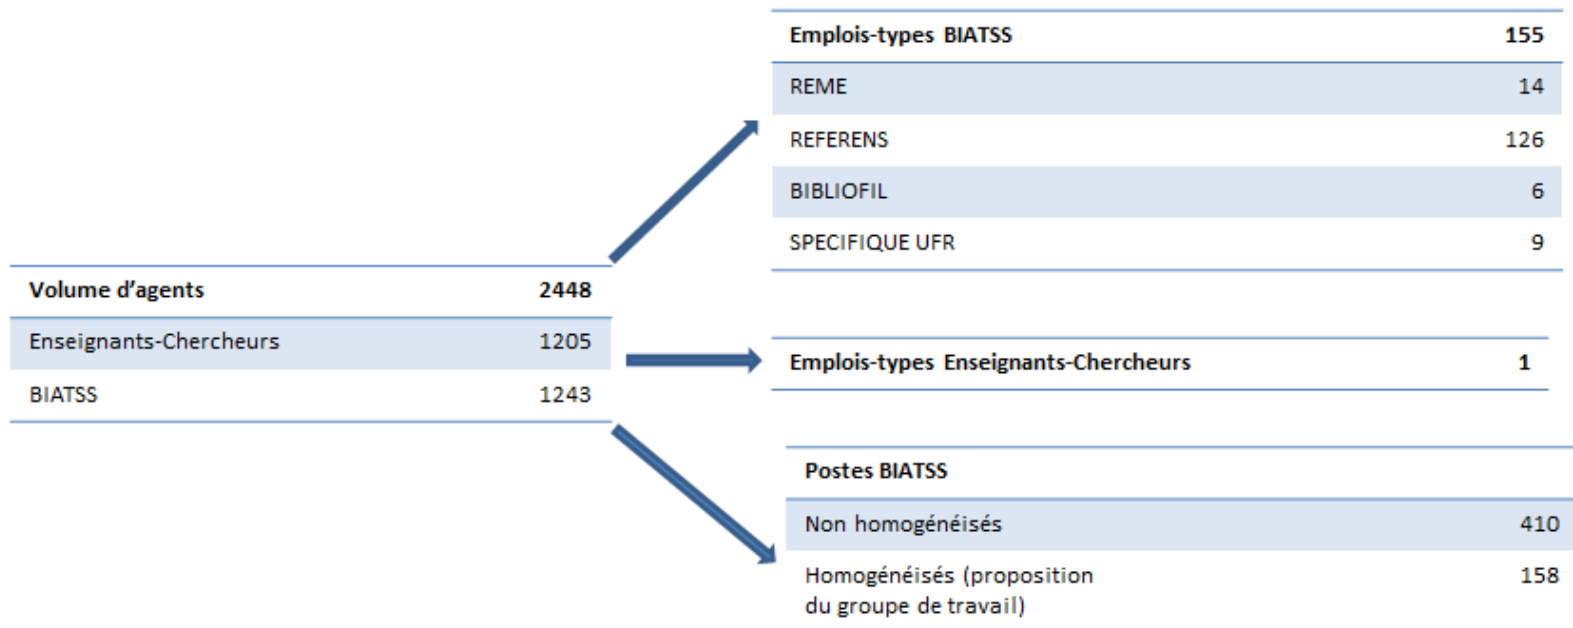 Emplois-types BIATSS 155
REME 14
REFERENS 126
BIBLIOFIL 6
SPECIFIQUE UFR 9
Volume d’agents 2448
Enseignants-Chercheurs 1205
BIATSS 1243
Emplois-types Enseignants-Chercheurs 1
Postes BIATSS
Non homogénéisés 410
Homogénéisés (proposition 158
du groupe de travail)